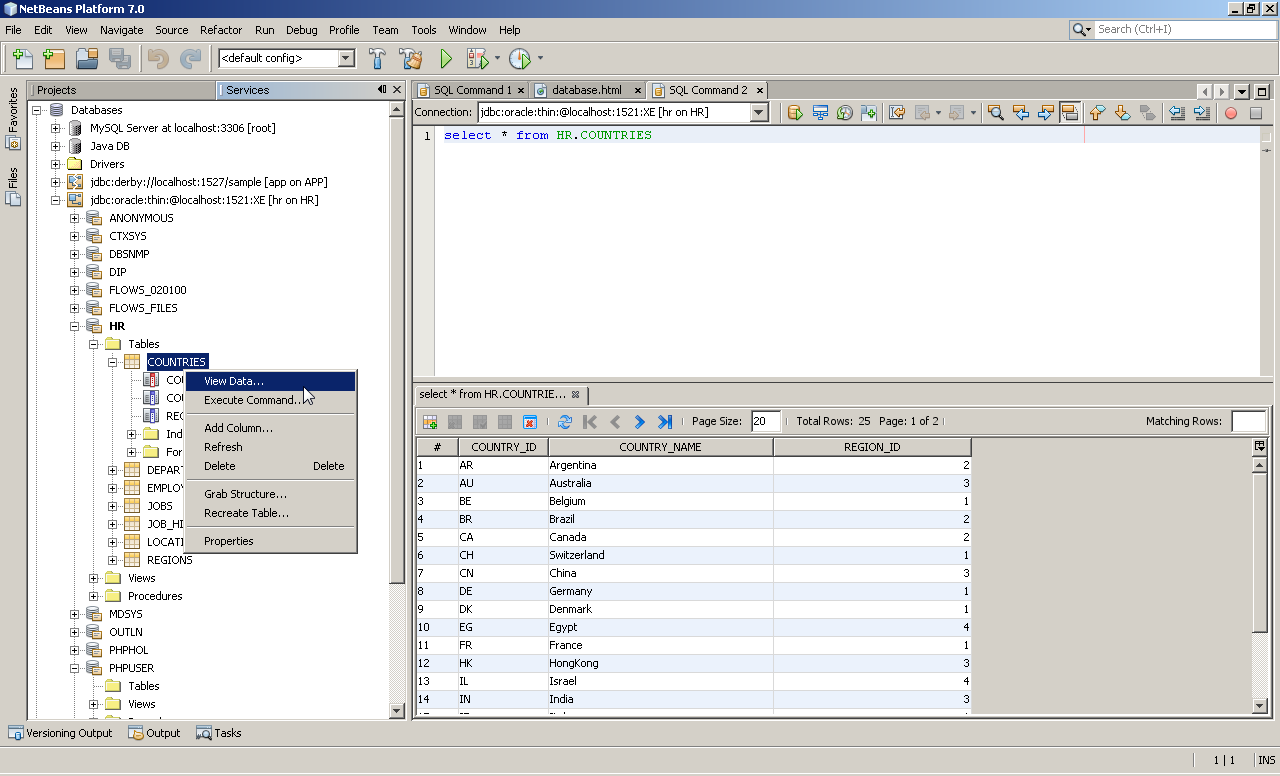 NetBeans Platform 7.0
File Edit View Navigate Source Refactor Run Debug Profile Team Tools Window Help
Search (Ctrl+I)
<default config>
Favorites
Files
Projects
Services
Databases
MySQL Server at localhost:3306 [root]
Java DB
Drivers
jdbc:derby://localhost:1527/sample [app on APP]
jdbc:oracle:thin:@localhost:1521:XE [hr on HR]
ANONYMOUS
CTXSYS
DBSNMP
DIP
FLOWS_020100
FLOWS_FILES
HR
Tables
COUNTRIES
CO
CO
REG
Ind
For
DEPAR
EMPLOY
JOBS
JOB_HI
LOCATI
REGIONS
Views
Procedures
MDSYS
OUTLN
PHPHOL
PHPUSER
Tables
Views
View Data...
Execute Command...
Add Column...
Refresh
Delete Delete
Grab Structure...
Recreate Table...
Properties
SQL Command 1 database.html SQL Command 2
Connection: jdbc:oracle:thin:@localhost:1521:XE [hr on HR]
1 select * from HR.COUNTRIES
select * from HR.COUNTRIE...
Page Size: 20 Total Rows: 25 Page: 1 of 2 Matching Rows:
# COUNTRY_ID COUNTRY_NAME REGION_ID
1 AR Argentina 2
2 AU Australia 3
3 BE Belgium 1
4 BR Brazil 2
5 CA Canada 2
6 CH Switzerland 1
7 CN China 3
8 DE Germany 1
9 DK Denmark 1
10 EG Egypt 4
11 FR France 1
12 HK HongKong 3
13 IL Israel 4
14 IN India 3
Versioning Output Output Tasks
1 | 1 INS